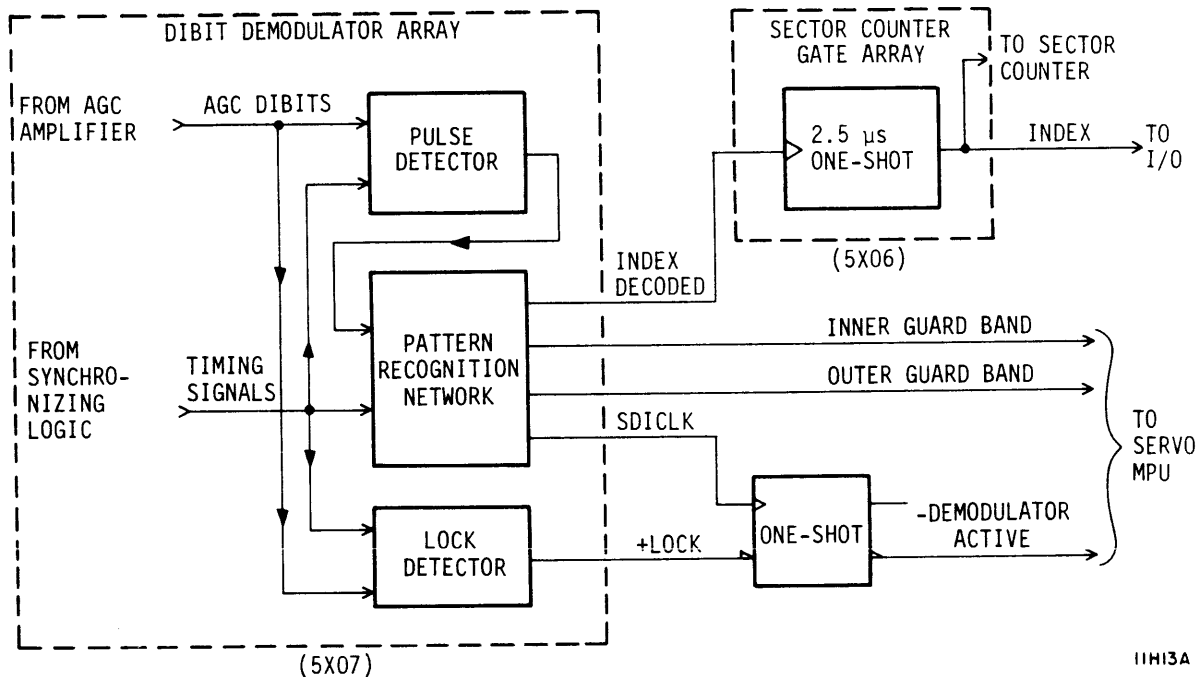 DIBIT DEMODULATOR ARRAY
SECTOR COUNTER
GATE ARRAY
TO SECTOR
COUNTER
FROM AGC
AMPLIFIER
AGC DIBITS
PULSE
DETECTOR
2.5 µs
ONE-SHOT
INDEX
TO
I/O
(5X06)
INDEX
DECODED
FROM
SYNCHRO-
NIZING
LOGIC
TIMING
SIGNALS
PATTERN
RECOGNITION
NETWORK
INNER GUARD BAND
OUTER GUARD BAND
SDICLK
TO
SERVO
MPU
LOCK
DETECTOR
+LOCK
ONE-SHOT
-DEMODULATOR
ACTIVE
(5X07)
11H13A